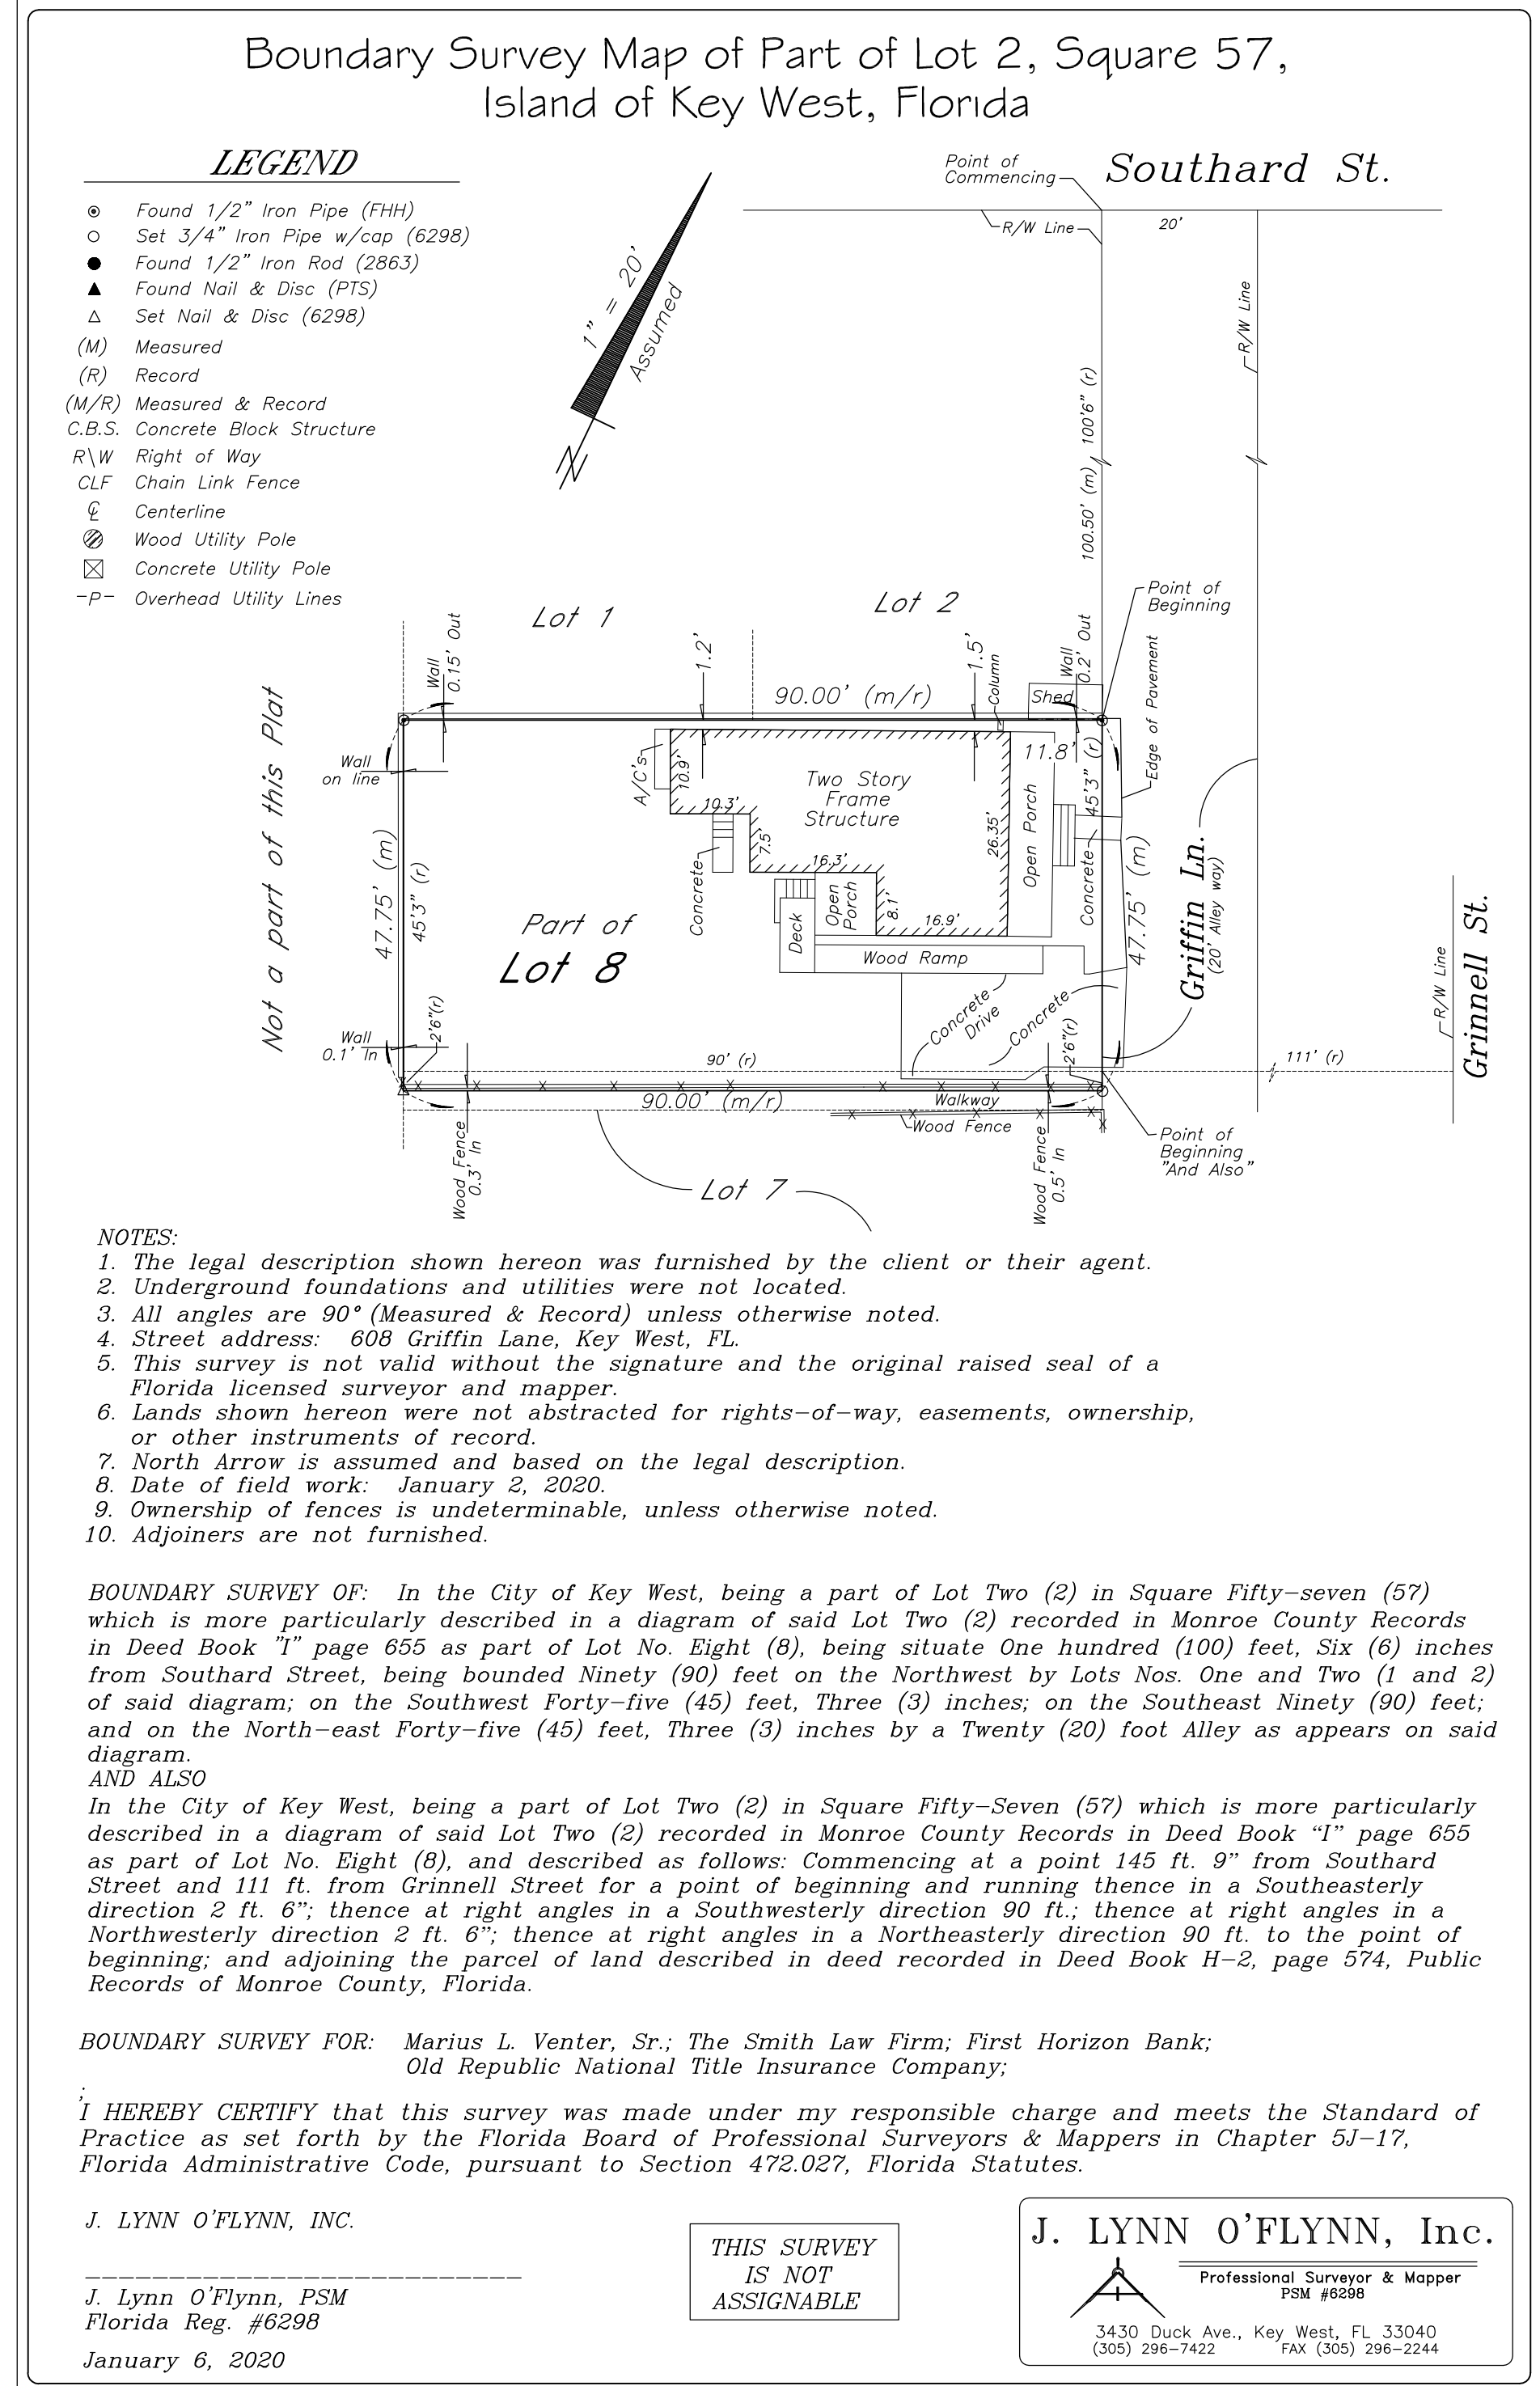 Boundary Survey Map of Part of Lot 2, Square 57,
Island of Key West, Florida
LEGEND
Found 1/2" Iron Pipe (FHH)
Set 3/4" Iron Pipe w/cap (6298)
Found 1/2" Iron Rod (2863)
Found Nail & Disc (PTS)
Set Nail & Disc (6298)
(M) Measured
(R) Record
(M/R) Measured & Record
C.B.S. Concrete Block Structure
R\W Right of Way
CLF Chain Link Fence
℄ Centerline
Wood Utility Pole
Concrete Utility Pole
-P- Overhead Utility Lines
1" = 20'
Assumed
N
Point of
Commencing
Southard St.
R/W Line
20'
R/W Line
100.50' (m) 100'6" (r)
Point of
Beginning
Lot 1
Lot 2
Wall
0.15' Out
1.2'
90.00' (m/r)
1.5'
Column
Wall
0.2' Out
Shed
Edge of Pavement
Not a part of this Plat
Wall
on line
A/C's
10.9'
10.3'
Two Story
Frame
Structure
11.8'
45'3" (r)
7.5'
16.3'
26.35'
Open Porch
Concrete
Concrete
47.75' (m)
45'3" (r)
Part of
Lot 8
Deck
Open
Porch
8.1'
16.9'
Wood Ramp
47.75' (m)
Griffin Ln.
(20' Alley way)
R/W Line
Grinnell St.
Concrete
Drive
Concrete
Wall
0.1' In
2'6"(r)
2'6"(r)
90' (r)
111' (r)
90.00' (m/r)
Walkway
Wood Fence
Wood Fence
0.3' In
Wood Fence
0.5' In
Point of
Beginning
"And Also"
Lot 7
NOTES:
1. The legal description shown hereon was furnished by the client or their agent.
2. Underground foundations and utilities were not located.
3. All angles are 90° (Measured & Record) unless otherwise noted.
4. Street address: 608 Griffin Lane, Key West, FL.
5. This survey is not valid without the signature and the original raised seal of a
Florida licensed surveyor and mapper.
6. Lands shown hereon were not abstracted for rights-of-way, easements, ownership,
or other instruments of record.
7. North Arrow is assumed and based on the legal description.
8. Date of field work: January 2, 2020.
9. Ownership of fences is undeterminable, unless otherwise noted.
10. Adjoiners are not furnished.
BOUNDARY SURVEY OF: In the City of Key West, being a part of Lot Two (2) in Square Fifty-seven (57)
which is more particularly described in a diagram of said Lot Two (2) recorded in Monroe County Records
in Deed Book "I" page 655 as part of Lot No. Eight (8), being situate One hundred (100) feet, Six (6) inches
from Southard Street, being bounded Ninety (90) feet on the Northwest by Lots Nos. One and Two (1 and 2)
of said diagram; on the Southwest Forty-five (45) feet, Three (3) inches; on the Southeast Ninety (90) feet;
and on the North-east Forty-five (45) feet, Three (3) inches by a Twenty (20) foot Alley as appears on said
diagram.
AND ALSO
In the City of Key West, being a part of Lot Two (2) in Square Fifty-Seven (57) which is more particularly
described in a diagram of said Lot Two (2) recorded in Monroe County Records in Deed Book “I” page 655
as part of Lot No. Eight (8), and described as follows: Commencing at a point 145 ft. 9” from Southard
Street and 111 ft. from Grinnell Street for a point of beginning and running thence in a Southeasterly
direction 2 ft. 6”; thence at right angles in a Southwesterly direction 90 ft.; thence at right angles in a
Northwesterly direction 2 ft. 6”; thence at right angles in a Northeasterly direction 90 ft. to the point of
beginning; and adjoining the parcel of land described in deed recorded in Deed Book H-2, page 574, Public
Records of Monroe County, Florida.
BOUNDARY SURVEY FOR: Marius L. Venter, Sr.; The Smith Law Firm; First Horizon Bank;
Old Republic National Title Insurance Company;
;
I HEREBY CERTIFY that this survey was made under my responsible charge and meets the Standard of
Practice as set forth by the Florida Board of Professional Surveyors & Mappers in Chapter 5J-17,
Florida Administrative Code, pursuant to Section 472.027, Florida Statutes.
J. LYNN O'FLYNN, INC.
J. Lynn O'Flynn, PSM
Florida Reg. #6298
January 6, 2020
THIS SURVEY
IS NOT
ASSIGNABLE
J. LYNN O'FLYNN, Inc.
Professional Surveyor & Mapper
PSM #6298
3430 Duck Ave., Key West, FL 33040
(305) 296-7422 FAX (305) 296-2244